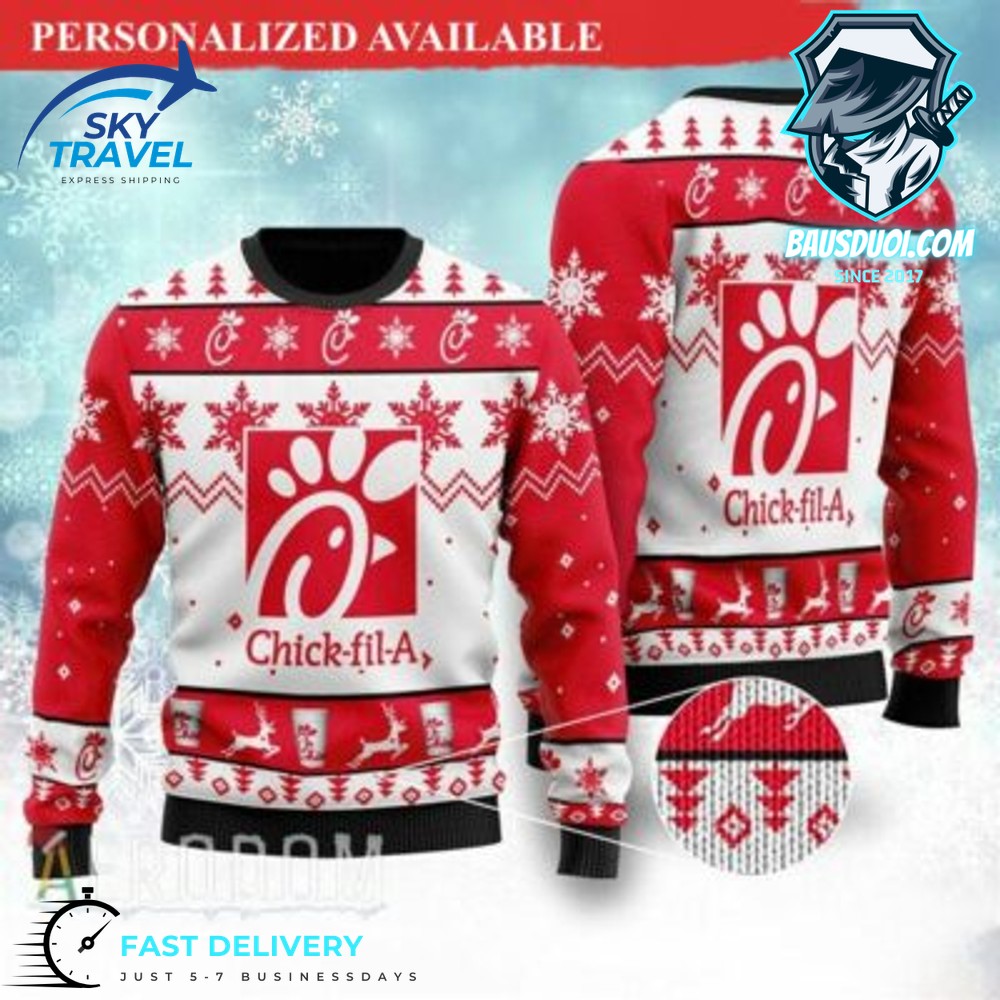 PERSONALIZED AVAILABLE
SKY
TRAVEL
EXPRESS SHIPPING
BAUSDUOI.COM
SINCE 2017
Chick-fil-A
Chick-fil-A
FAST DELIVERY
JUST 5-7 BUSINESSDAYS